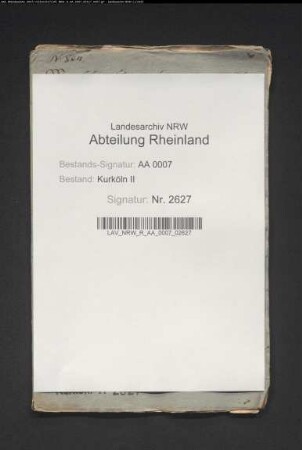 Landesarchiv NRW
Abteilung Rheinland
Bestands-Signatur: AA 0007
Bestand: Kurköln II
Signatur: Nr. 2627
LAV_NRW_R_AA_0007_02627